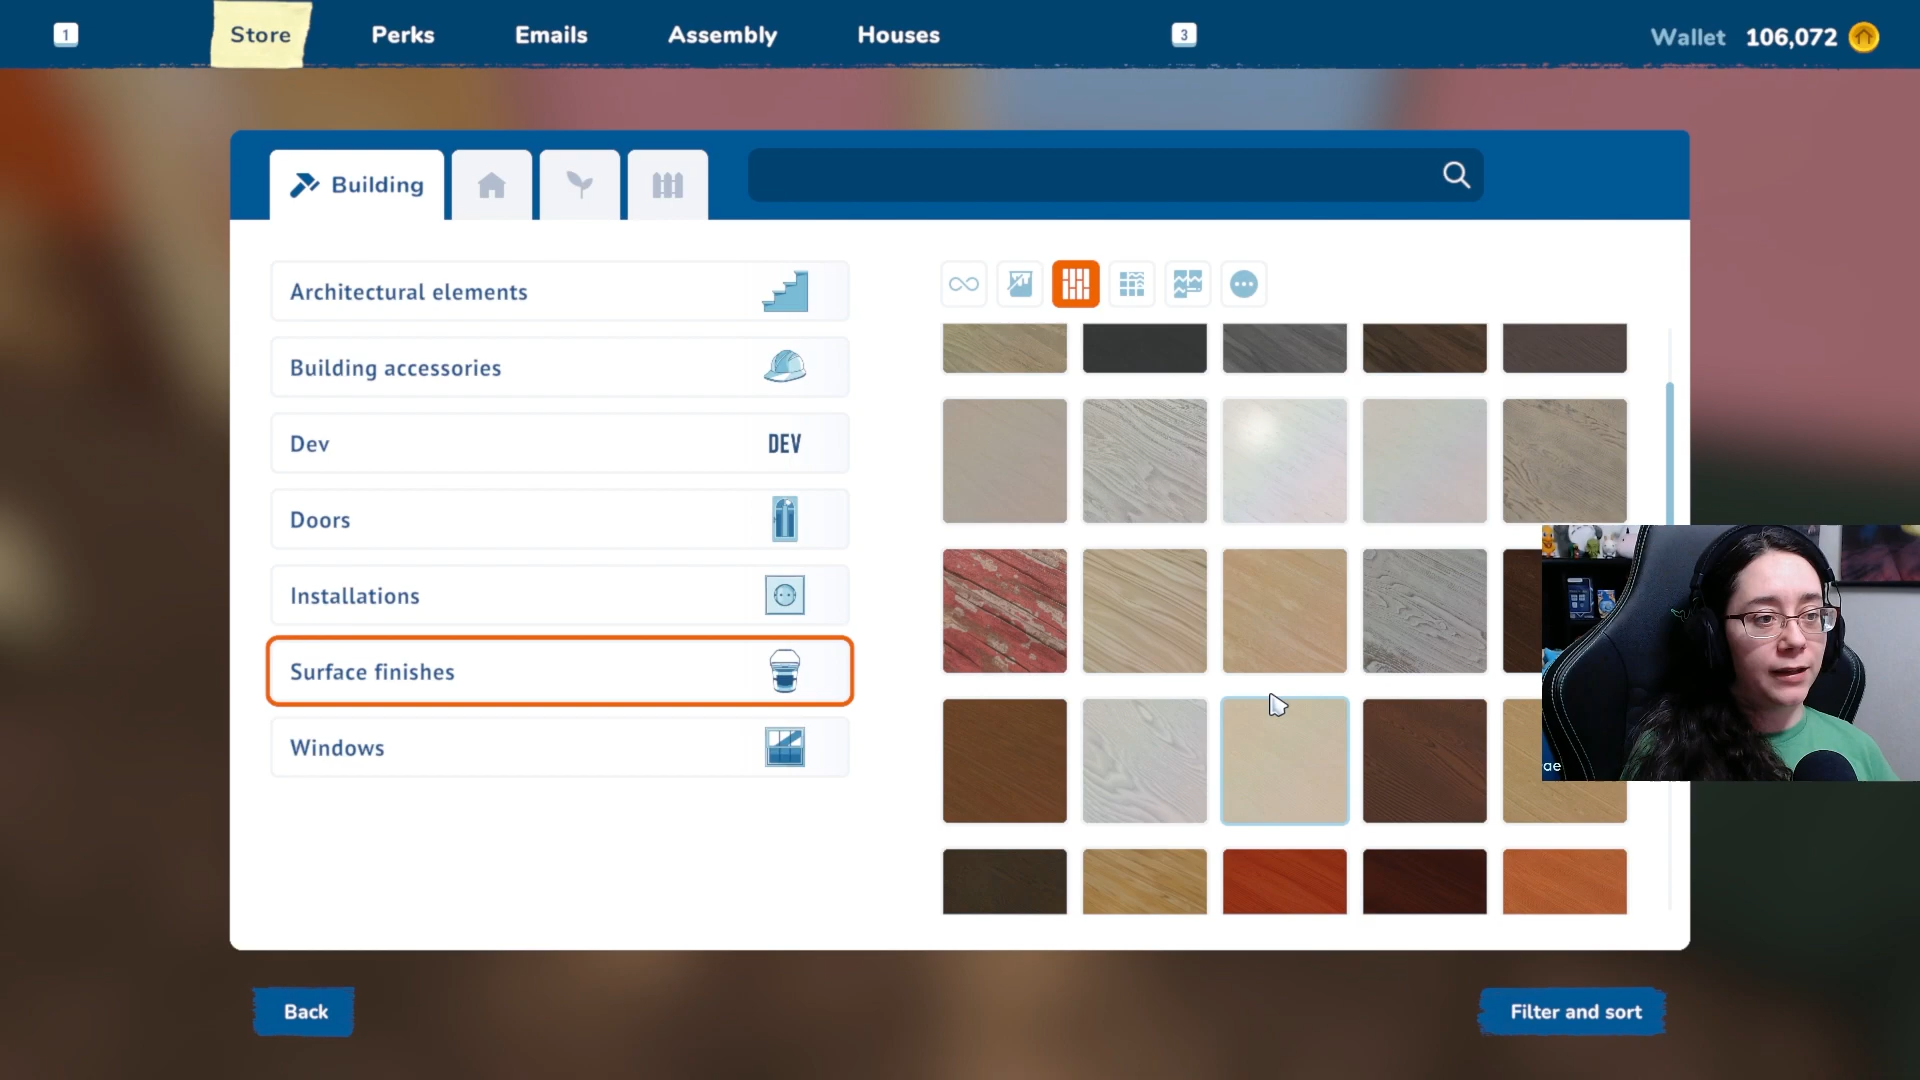 1
Store
Perks
Emails
Assembly
Houses
3
Wallet 106,072
Building
Architectural elements
Building accessories
Dev
DEV
Doors
Installations
Surface finishes
Windows
ae
Back
Filter and sort